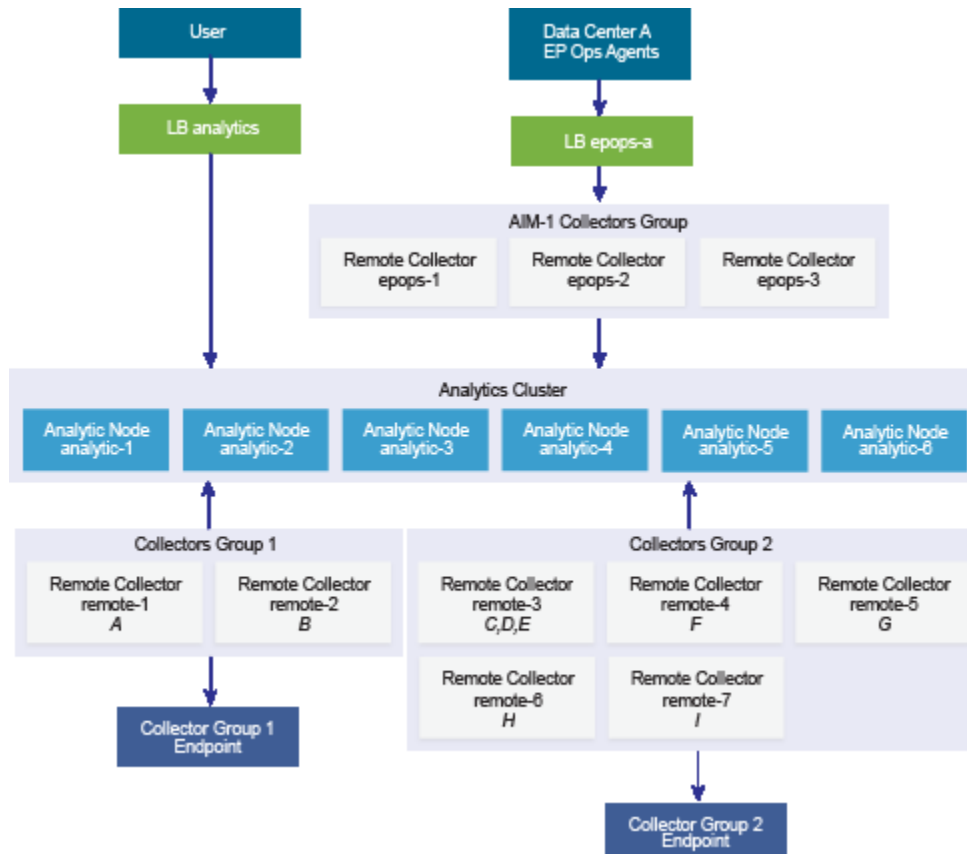 User
Data Center A
EP Ops Agents
LB analytics
LB epops-a
AIM-1 Collectors Group
Remote Collector
epops-1
Remote Collector
epops-2
Remote Collector
epops-3
Analytics Cluster
Analytic Node
analytic-1
Analytic Node
analytic-2
Analytic Node
analytic-3
Analytic Node
analytic-4
Analytic Node
analytic-5
Analytic Node
analytic-6
Collectors Group 1
Remote Collector
remote-1
A
Remote Collector
remote-2
B
Collectors Group 2
Remote Collector
remote-3
C,D,E
Remote Collector
remote-4
F
Remote Collector
remote-5
G
Remote Collector
remote-6
H
Remote Collector
remote-7
I
Collector Group 1
Endpoint
Collector Group 2
Endpoint